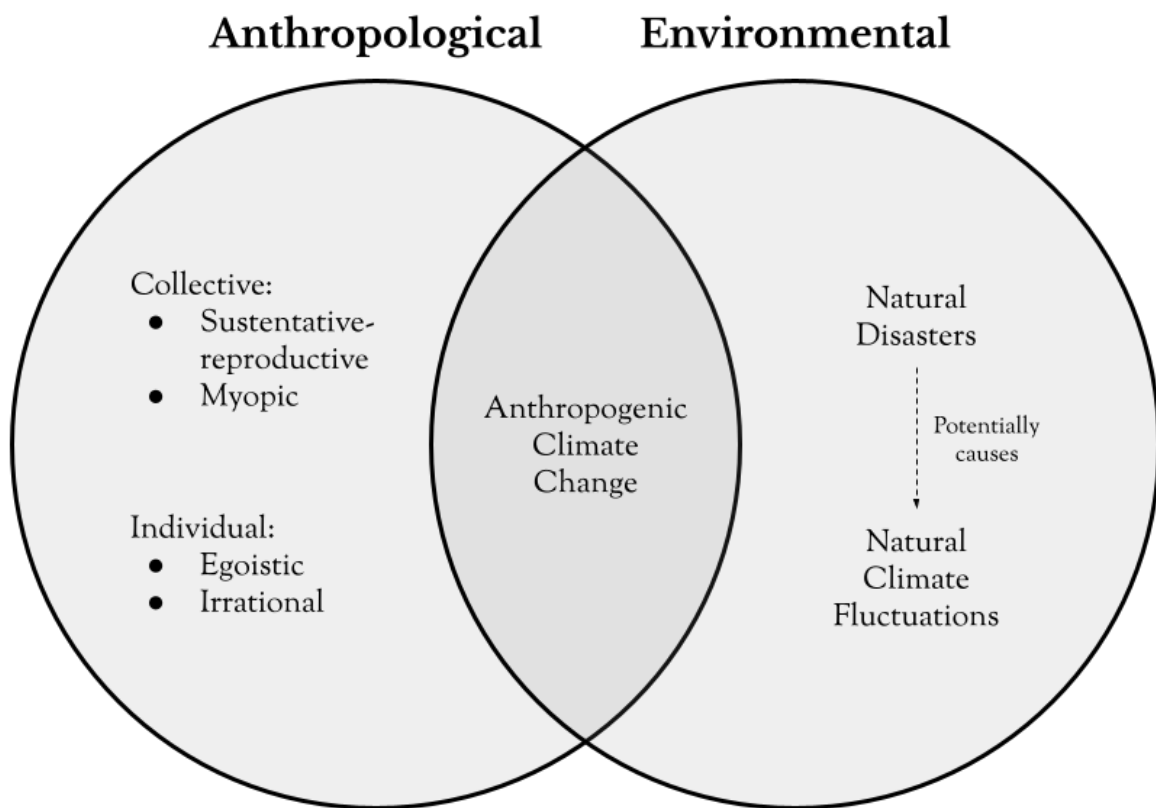 Anthropological
Environmental
Collective:
● Sustentative-
reproductive
● Myopic
Individual:
● Egoistic
● Irrational
Anthropogenic
Climate
Change
Natural
Disasters
Potentially
causes
Natural
Climate
Fluctuations